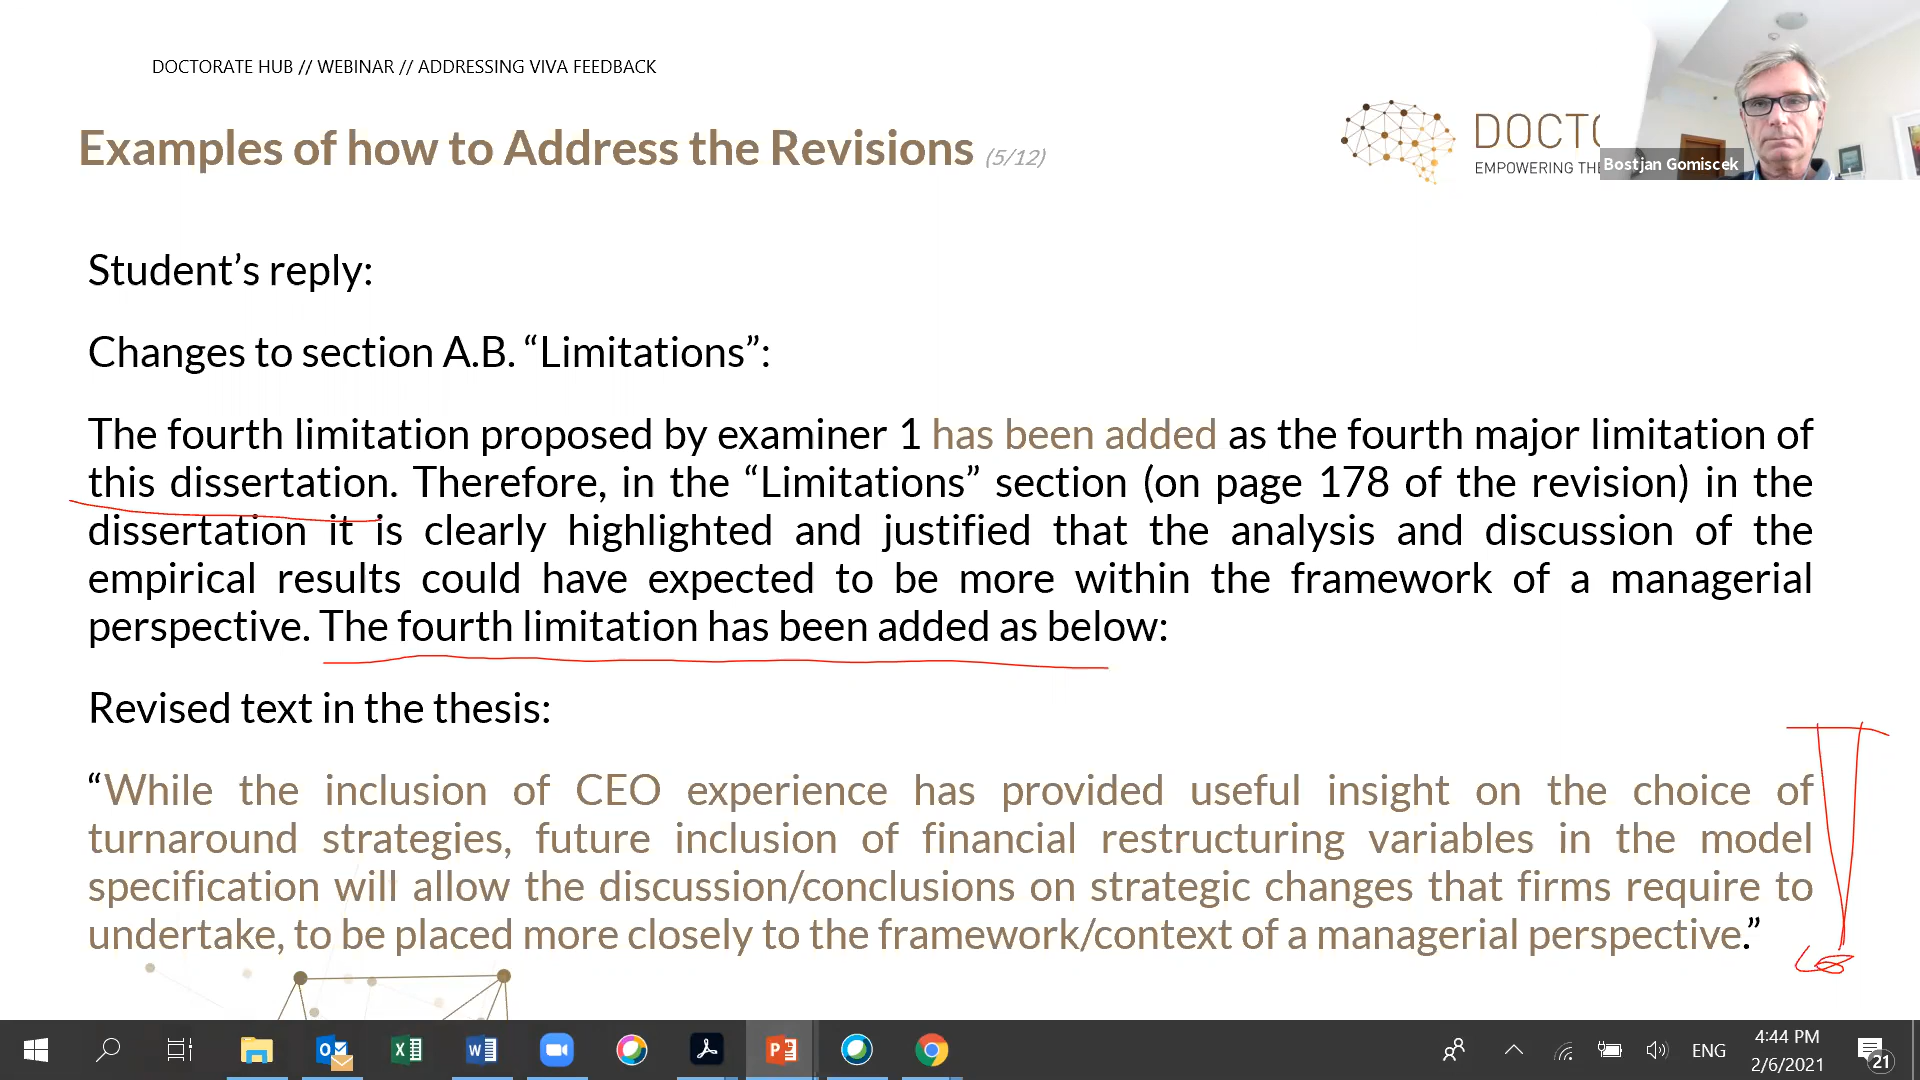 DOCTORATE HUB // WEBINAR // ADDRESSING VIVA FEEDBACK
Examples of how to Address the Revisions (5/12)
DOCTO
EMPOWERING THE
Bostjan Gomiscek
Student’s reply:
Changes to section A.B. “Limitations”:
The fourth limitation proposed by examiner 1 has been added as the fourth major limitation of
this dissertation. Therefore, in the “Limitations” section (on page 178 of the revision) in the
dissertation it is clearly highlighted and justified that the analysis and discussion of the
empirical results could have expected to be more within the framework of a managerial
perspective. The fourth limitation has been added as below:
Revised text in the thesis:
“While the inclusion of CEO experience has provided useful insight on the choice of
turnaround strategies, future inclusion of financial restructuring variables in the model
specification will allow the discussion/conclusions on strategic changes that firms require to
undertake, to be placed more closely to the framework/context of a managerial perspective.”
ENG
4:44 PM
2/6/2021
21